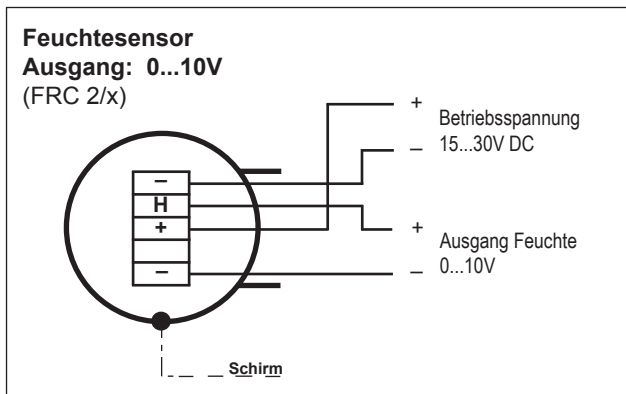 Feuchtesensor
Ausgang: 0...10V
(FRC 2/x)
+
Betriebsspannung
– 15...30V DC
–
H
+
–
+
Ausgang Feuchte
– 0...10V
Schirm